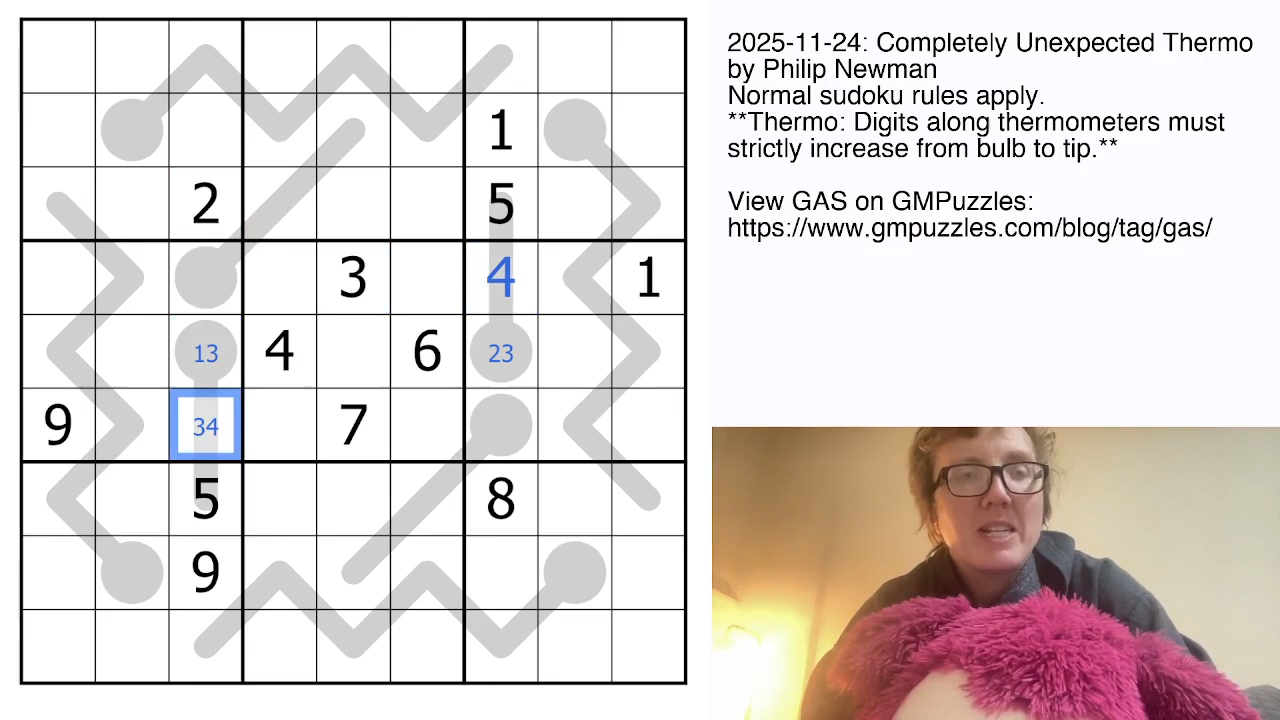 2025-11-24: Completely Unexpected Thermo
by Philip Newman
Normal sudoku rules apply.
**Thermo: Digits along thermometers must
strictly increase from bulb to tip.**
View GAS on GMPuzzles:
https://www.gmpuzzles.com/blog/tag/gas/
1
2 5
3 4 1
13 4 6 23
9 34 7
5 8
9